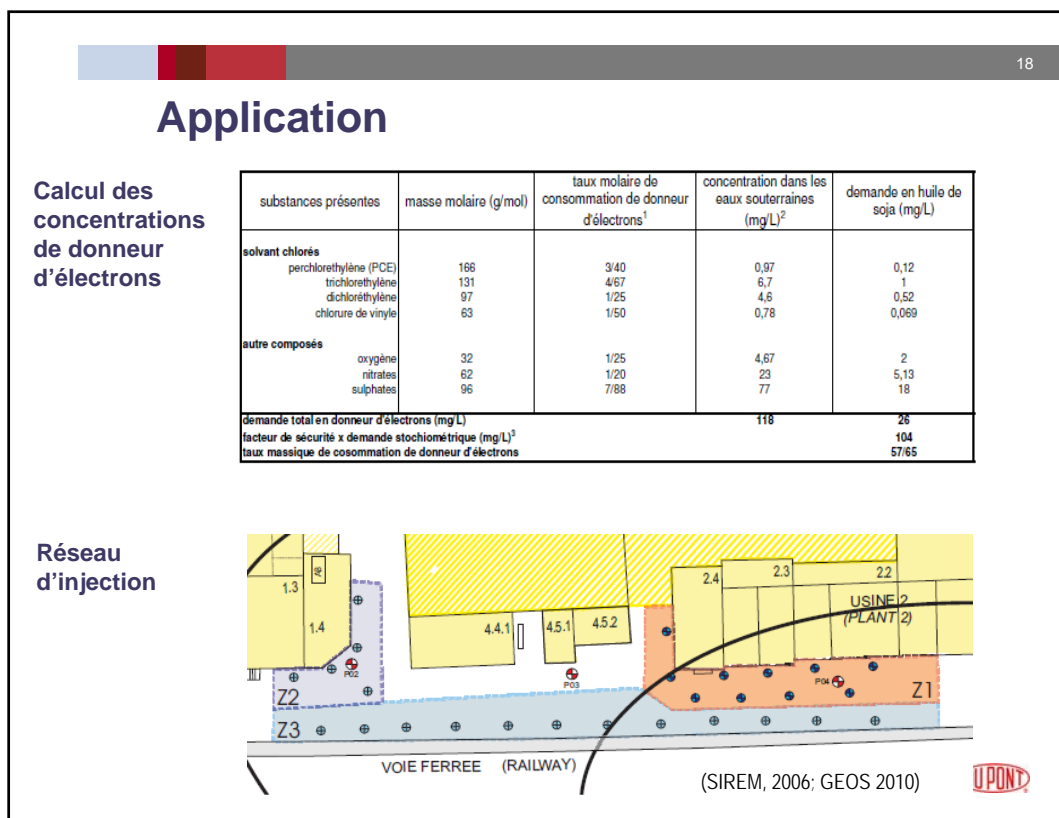 18
Application
Calcul des
concentrations
de donneur
d'électrons
substances présentes masse molaire (g/mol) taux molaire de consommation de donneur d'électrons1 concentration dans les eaux souterraines (mg/L)2 demande en huile de soja (mg/L)
solvant chlorés
perchlorethylène (PCE) 166 3/40 0,97 0,12
trichlorethylène 131 4/67 6,7 1
dichloréthylène 97 1/25 4,6 0,52
chlorure de vinyle 63 1/50 0,78 0,069
autre composés
oxygène 32 1/25 4,67 2
nitrates 62 1/20 23 5,13
sulphates 96 7/88 77 18
demande total en donneur d'électrons (mg/L) 118 26
facteur de sécurité x demande stochiométrique (mg/L)3 104
taux massique de cosommation de donneur d'électrons 57/65
Réseau
d'injection
1.3
A8
1.4
P02
Z2
Z3
4.4.1
4.5.1
4.5.2
P03
2.4
2.3
2.2
USINE 2
(PLANT 2)
P04
Z1
VOIE FERREE (RAILWAY)
(SIREM, 2006; GEOS 2010)
UPONT